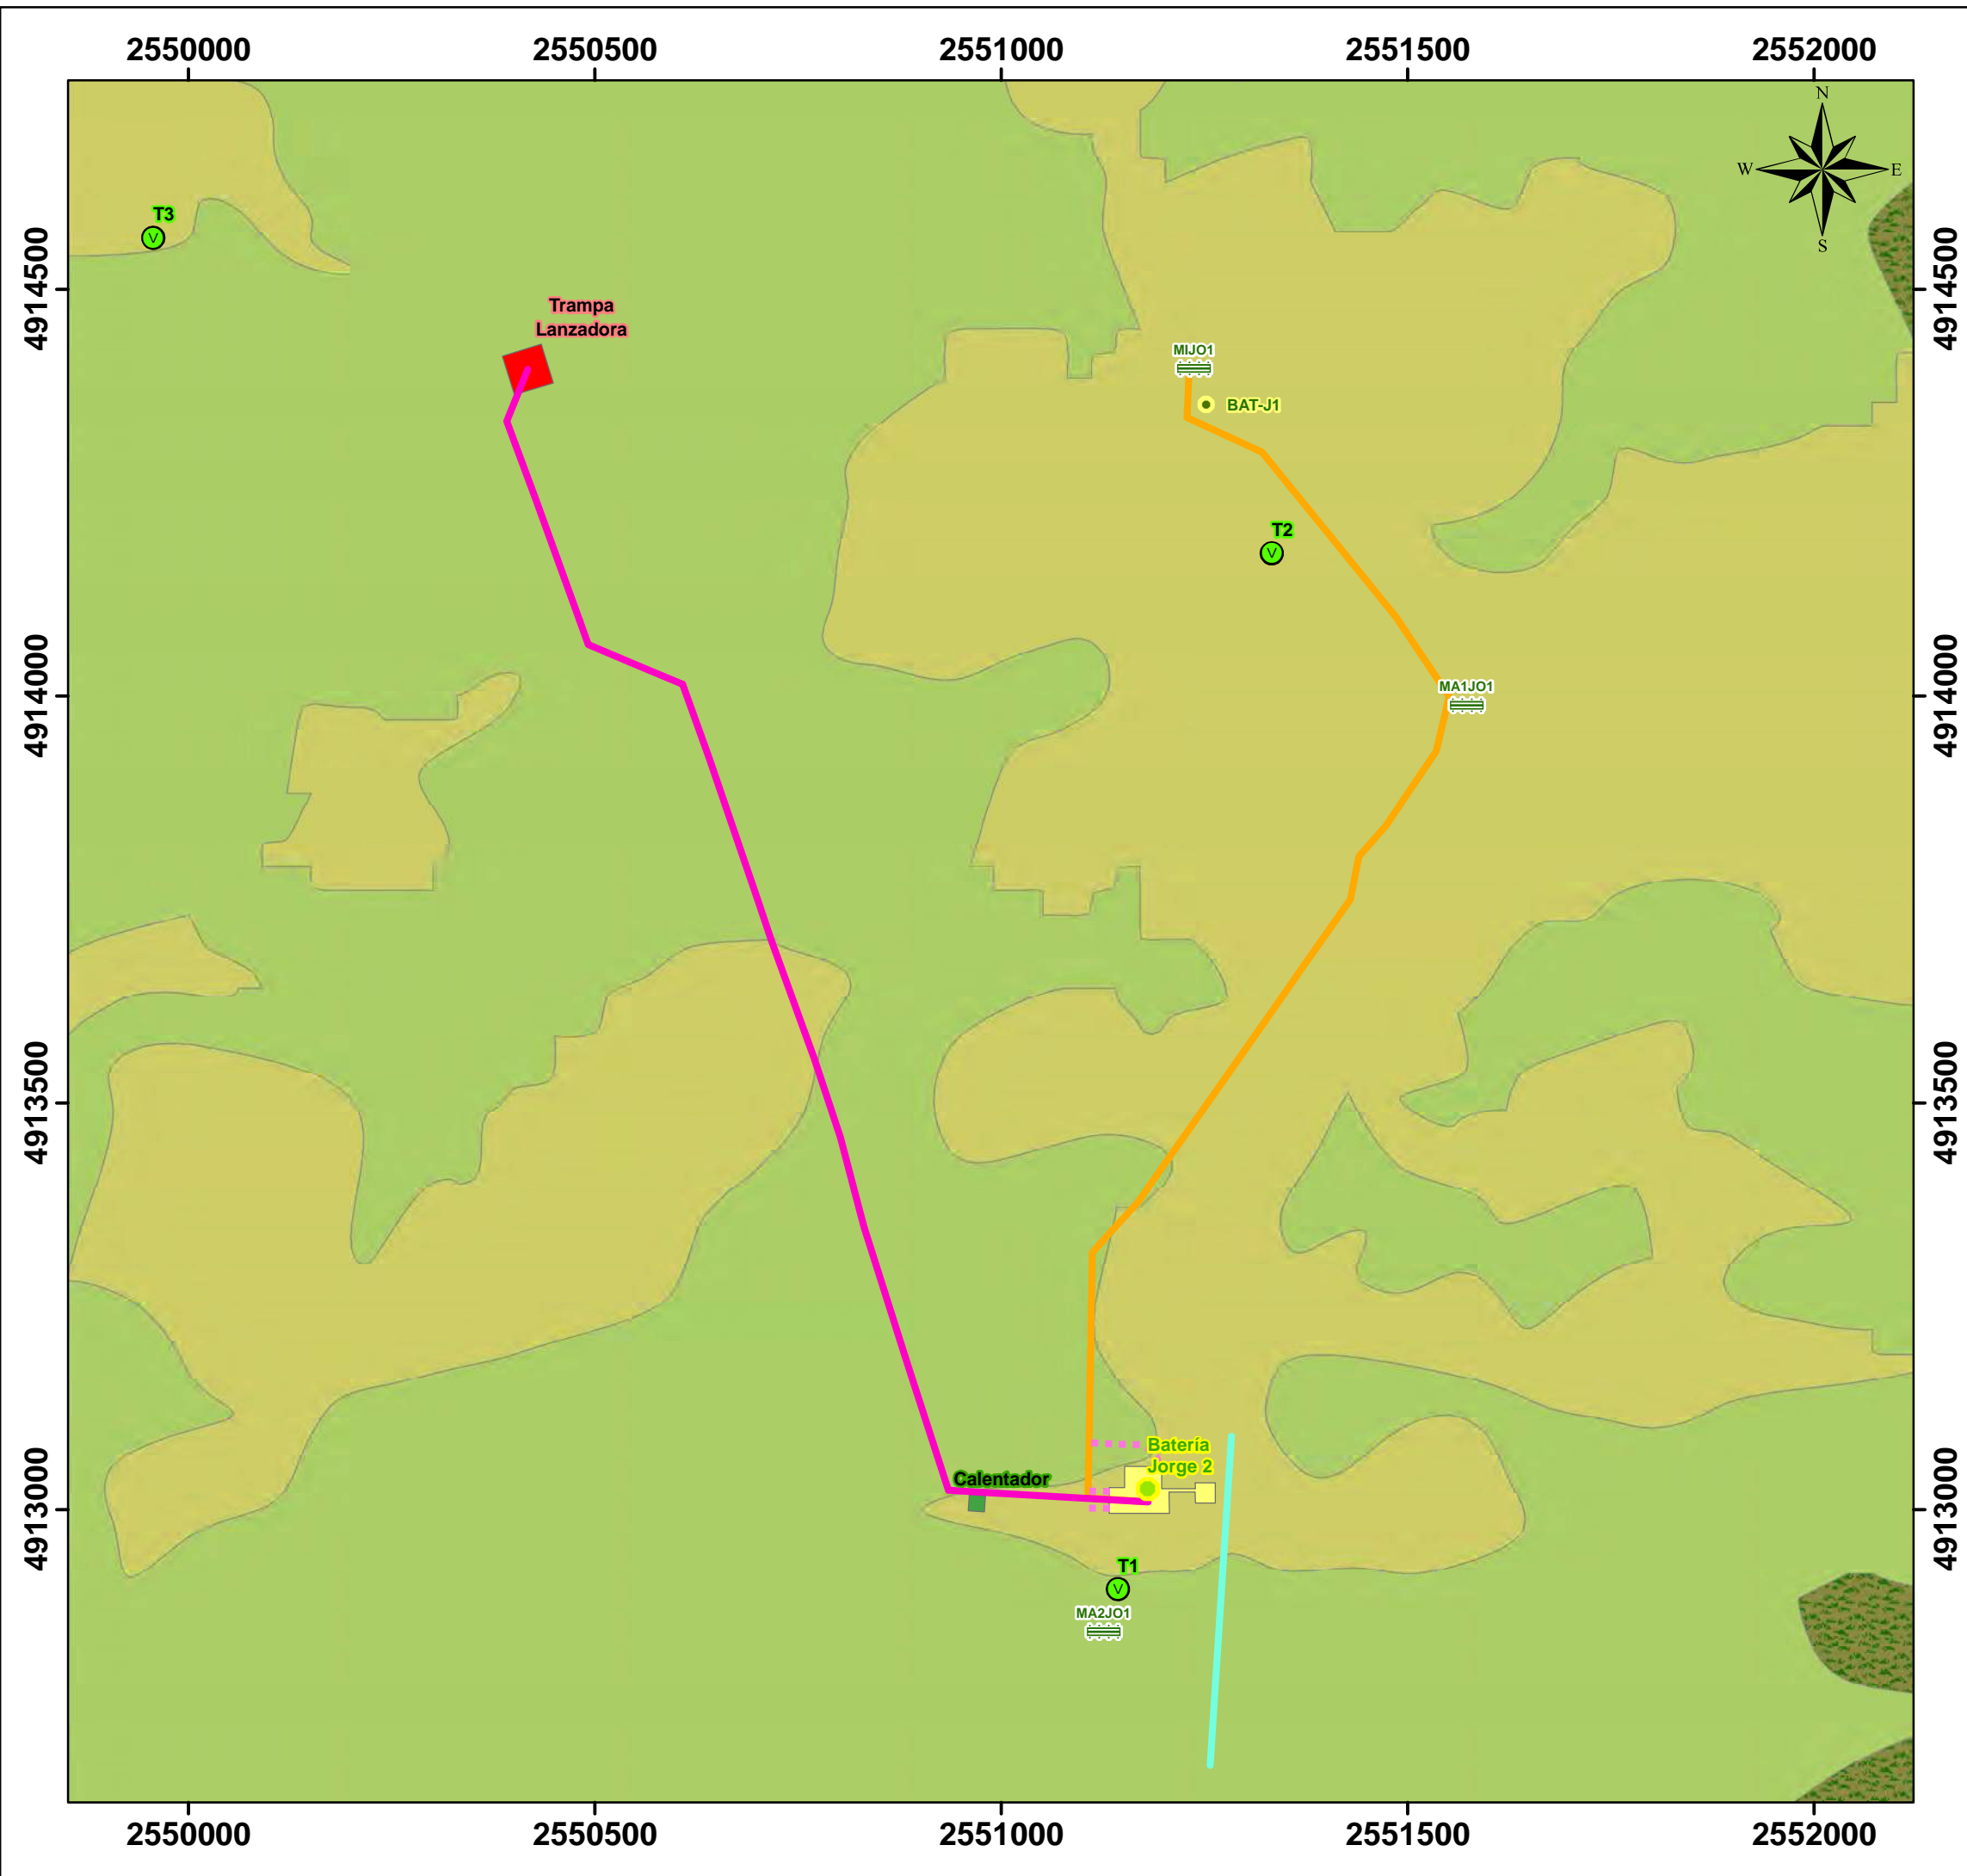 2550000 2550500 2551000 2551500 2552000
N
W E
S
T3
4914500 4914500
Trampa
Lanzadora
MIJO1
BAT-J1
T2
V
V
4914000 4914000
MA1JO1
4913500 4913500
Batería
Jorge 2
Calentador
4913000 4913000
T1
V
MA2JO1
2550000 2550500 2551000 2551500 2552000